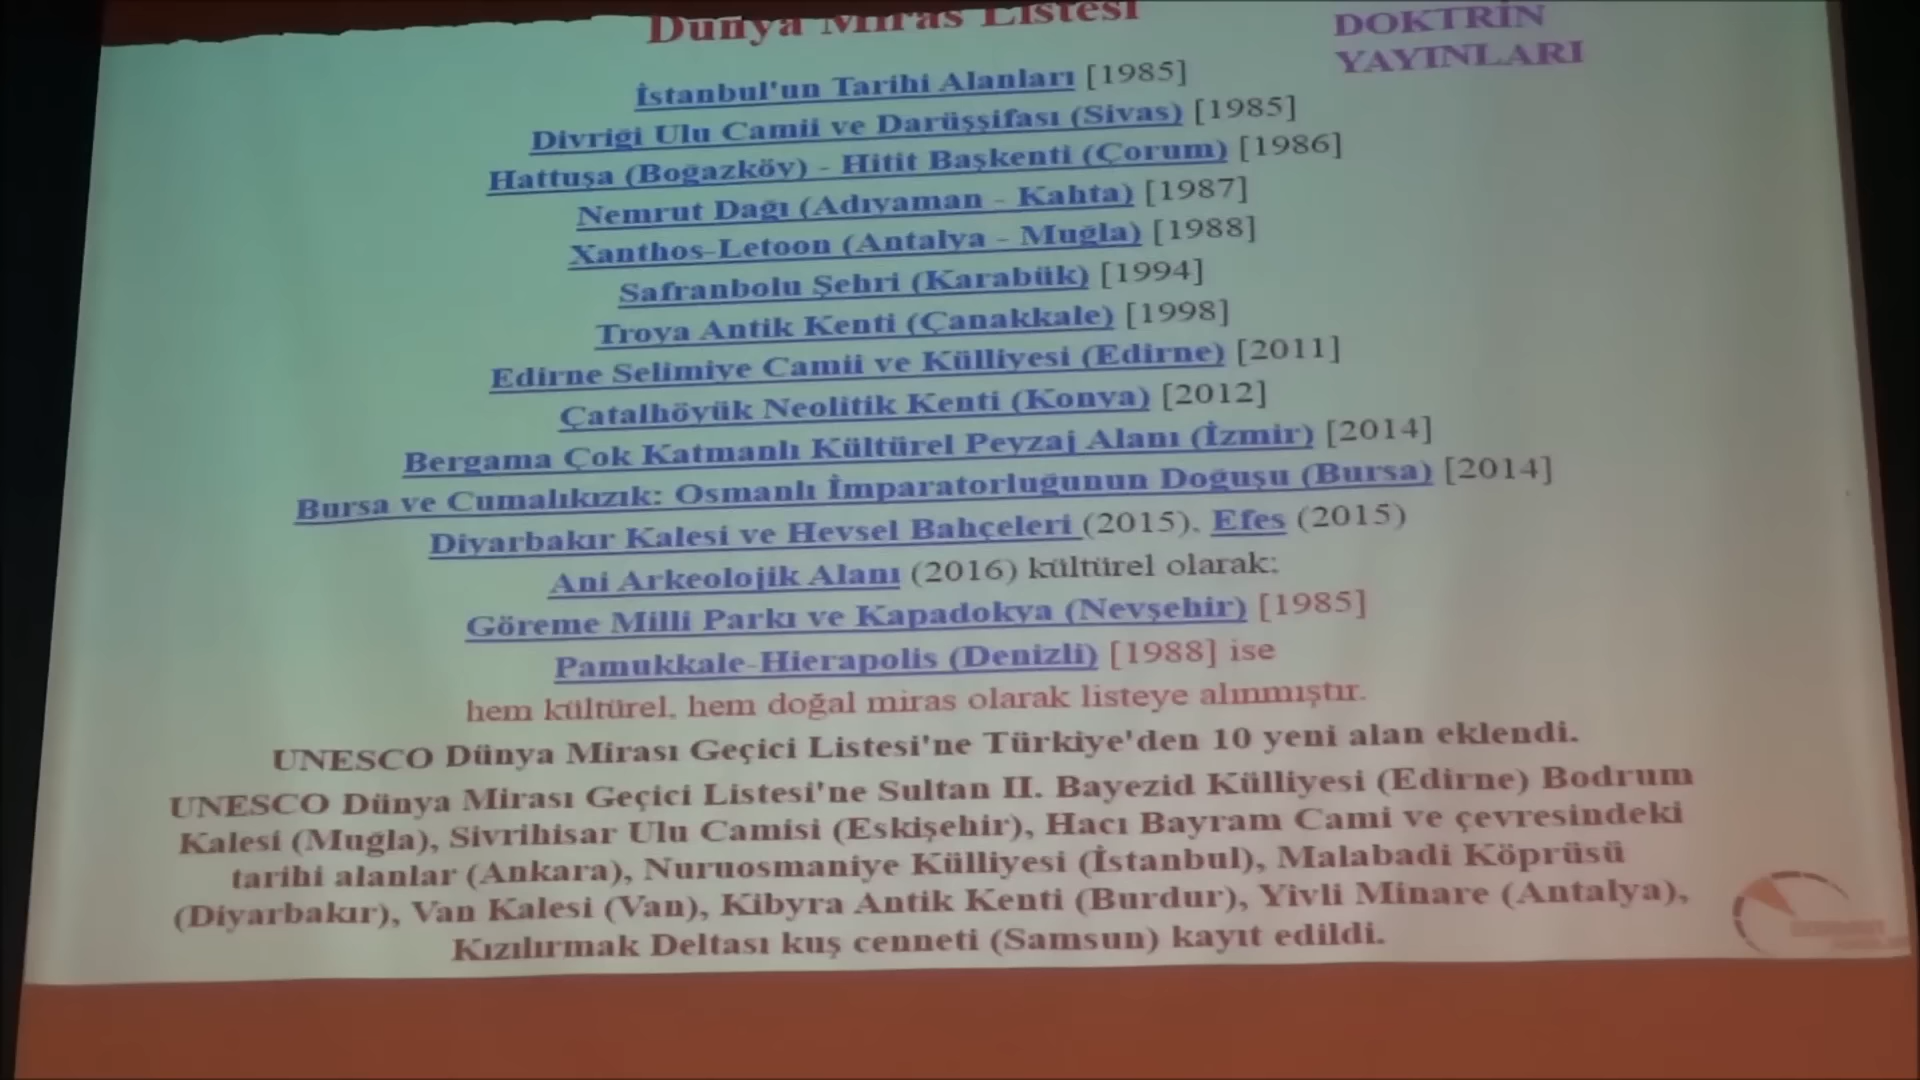 Dünya Miras Listesi
DOKTRİN
YAYINLARI
İstanbul'un Tarihi Alanları [1985]
Divriği Ulu Camii ve Darüşşifası (Sivas) [1985]
Hattuşa (Boğazköy) - Hitit Başkenti (Çorum) [1986]
Nemrut Dağı (Adıyaman - Kahta) [1987]
Xanthos-Letoon (Antalya - Muğla) [1988]
Safranbolu Şehri (Karabük) [1994]
Troya Antik Kenti (Çanakkale) [1998]
Edirne Selimiye Camii ve Külliyesi (Edirne) [2011]
Çatalhöyük Neolitik Kenti (Konya) [2012]
Bergama Çok Katmanlı Kültürel Peyzaj Alanı (İzmir) [2014]
Bursa ve Cumalıkızık: Osmanlı İmparatorluğunun Doğuşu (Bursa) [2014]
Diyarbakır Kalesi ve Hevsel Bahçeleri (2015). Efes (2015)
Ani Arkeolojik Alanı (2016) kültürel olarak;
Göreme Milli Parkı ve Kapadokya (Nevşehir) [1985]
Pamukkale-Hierapolis (Denizli) [1988] ise
hem kültürel, hem doğal miras olarak listeye alınmıştır.
UNESCO Dünya Mirası Geçici Listesi'ne Türkiye'den 10 yeni alan eklendi.
UNESCO Dünya Mirası Geçici Listesi'ne Sultan II. Bayezid Külliyesi (Edirne) Bodrum
Kalesi (Muğla), Sivrihisar Ulu Camisi (Eskişehir), Hacı Bayram Cami ve çevresindeki
tarihi alanlar (Ankara), Nuruosmaniye Külliyesi (İstanbul), Malabadi Köprüsü
(Diyarbakır), Van Kalesi (Van), Kibyra Antik Kenti (Burdur), Yivli Minare (Antalya),
Kızılırmak Deltası kuş cenneti (Samsun) kayıt edildi.